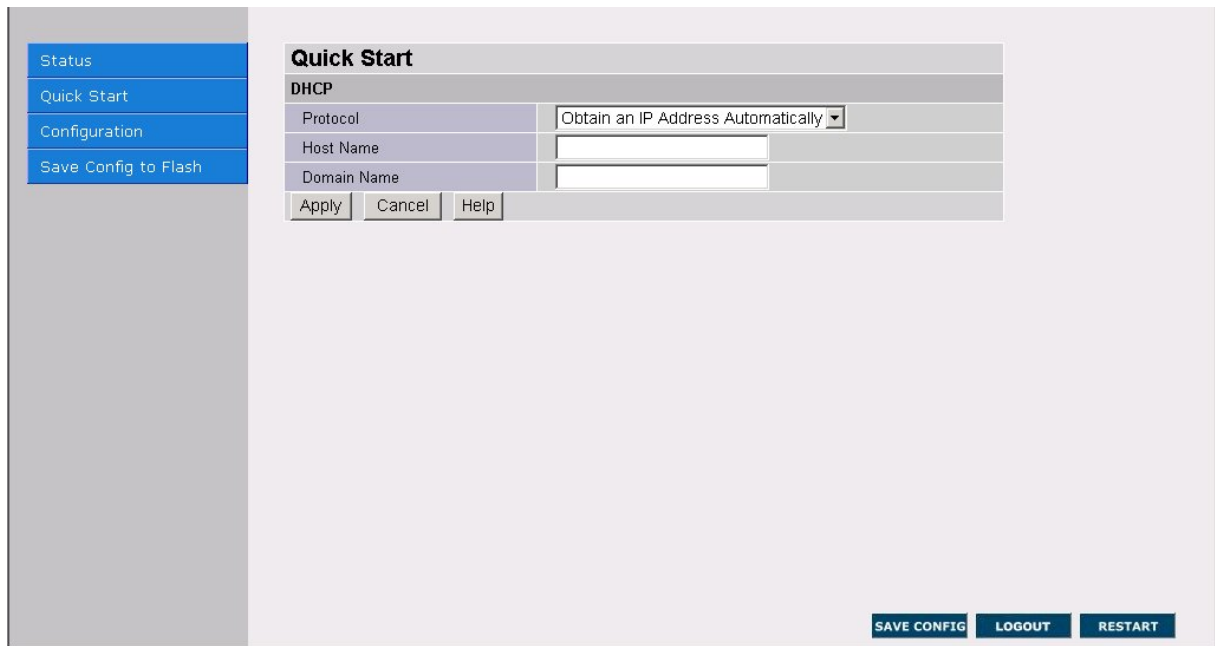 Status
Quick Start
Configuration
Save Config to Flash
Quick Start
DHCP
Protocol Obtain an IP Address Automatically
Host Name
Domain Name
Apply Cancel Help
SAVE CONFIG LOGOUT RESTART